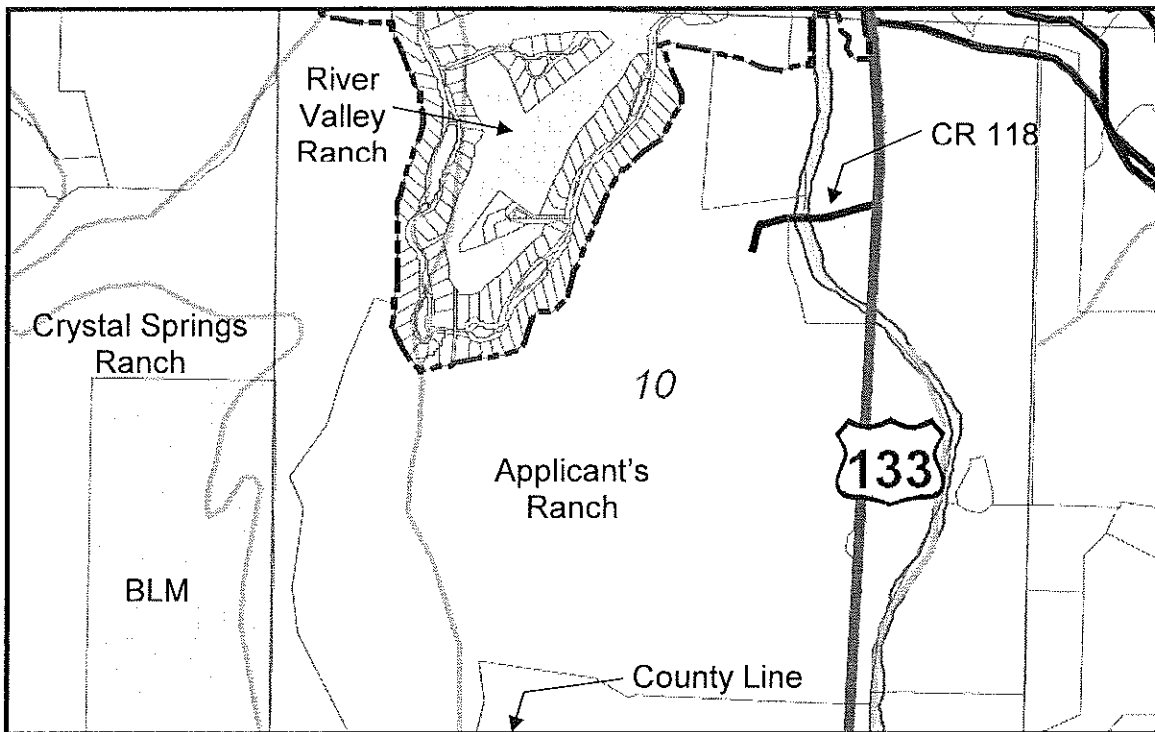 River
Valley
Ranch
CR 118
Crystal Springs
Ranch
10
Applicant's
Ranch
133
BLM
County Line